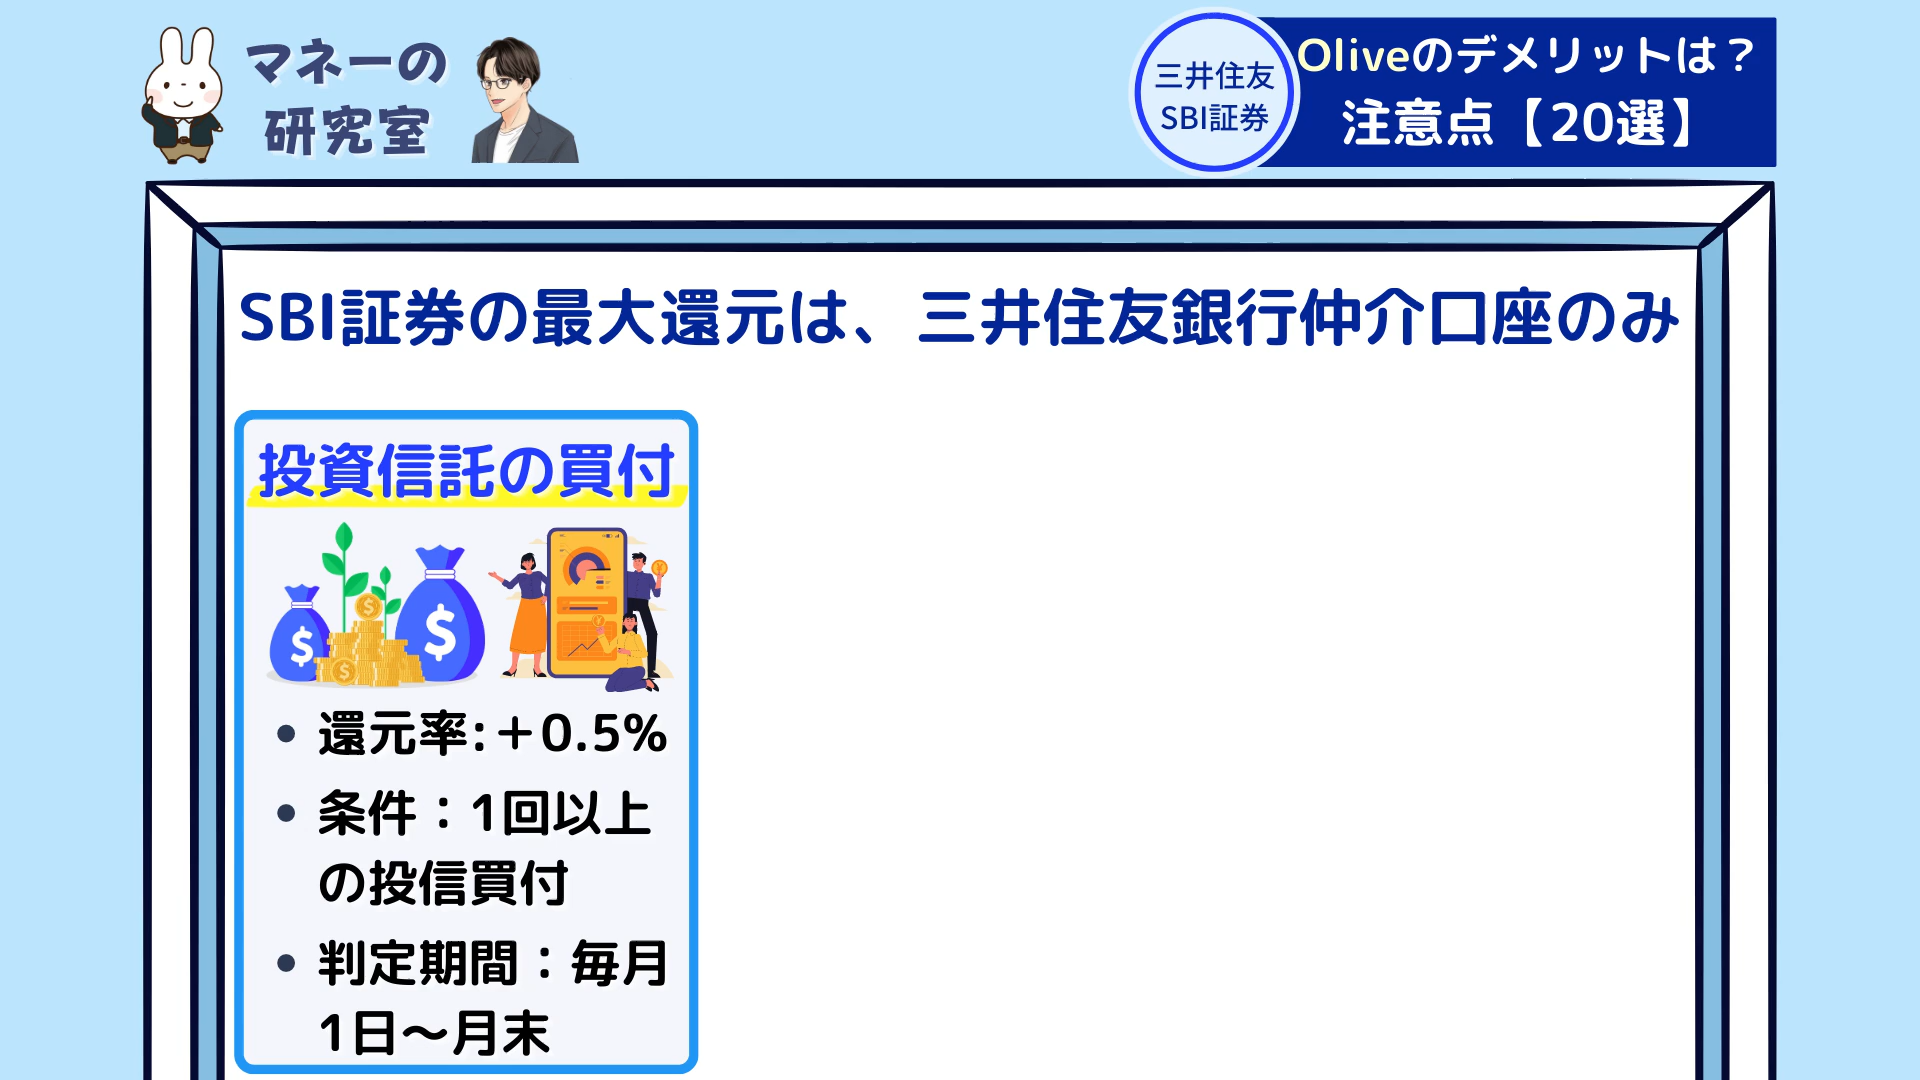 マネーの
研究室
三井住友
SBI証券
Oliveのデメリットは？
注意点【20選】
SBI証券の最大還元は、三井住友銀行仲介口座のみ
投資信託の買付
$
$
$
$
• 還元率:＋0.5%
• 条件：1回以上
の投信買付
• 判定期間：毎月
1日～月末